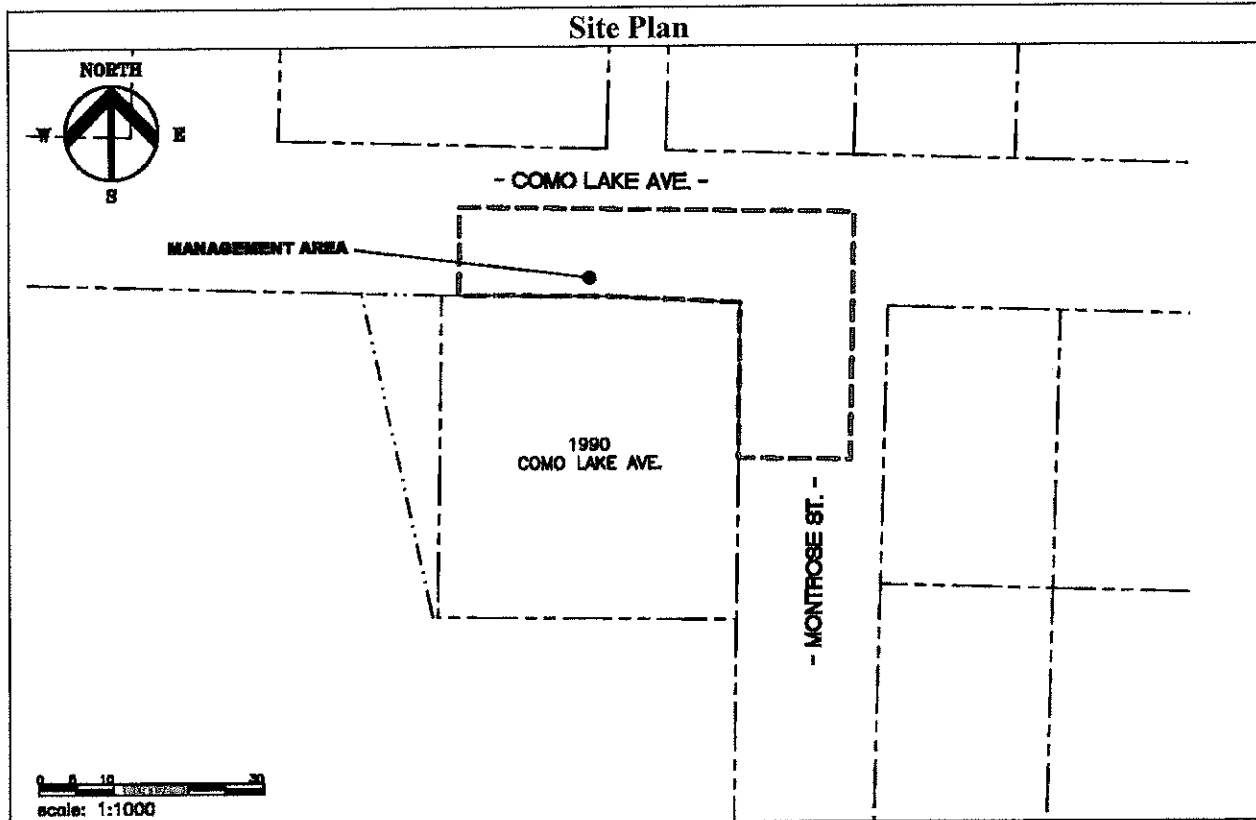 Site Plan
NORTH
W E
S
- COMO LAKE AVE. -
MANAGEMENT AREA
1990
COMO LAKE AVE.
- MONTROSE ST. -
0 5 10 30
scale: 1:1000